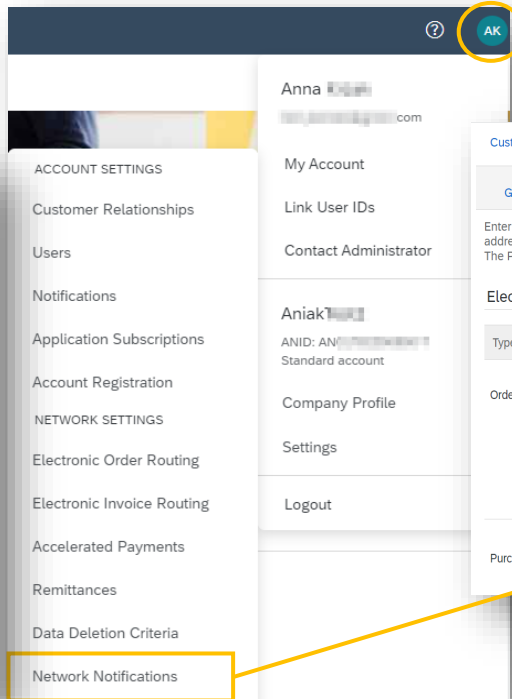 AK
Anna
com
My Account
Link User IDs
Contact Administrator
ANID: AN
Standard account
Company Profile
Settings
Logout
ACCOUNT SETTINGS
Customer Relationships
Users
Notifications
Application Subscriptions
Account Registration
NETWORK SETTINGS
Electronic Order Routing
Electronic Invoice Routing
Accelerated Payments
Remittances
Data Deletion Criteria
Network Notifications
Enter
The P